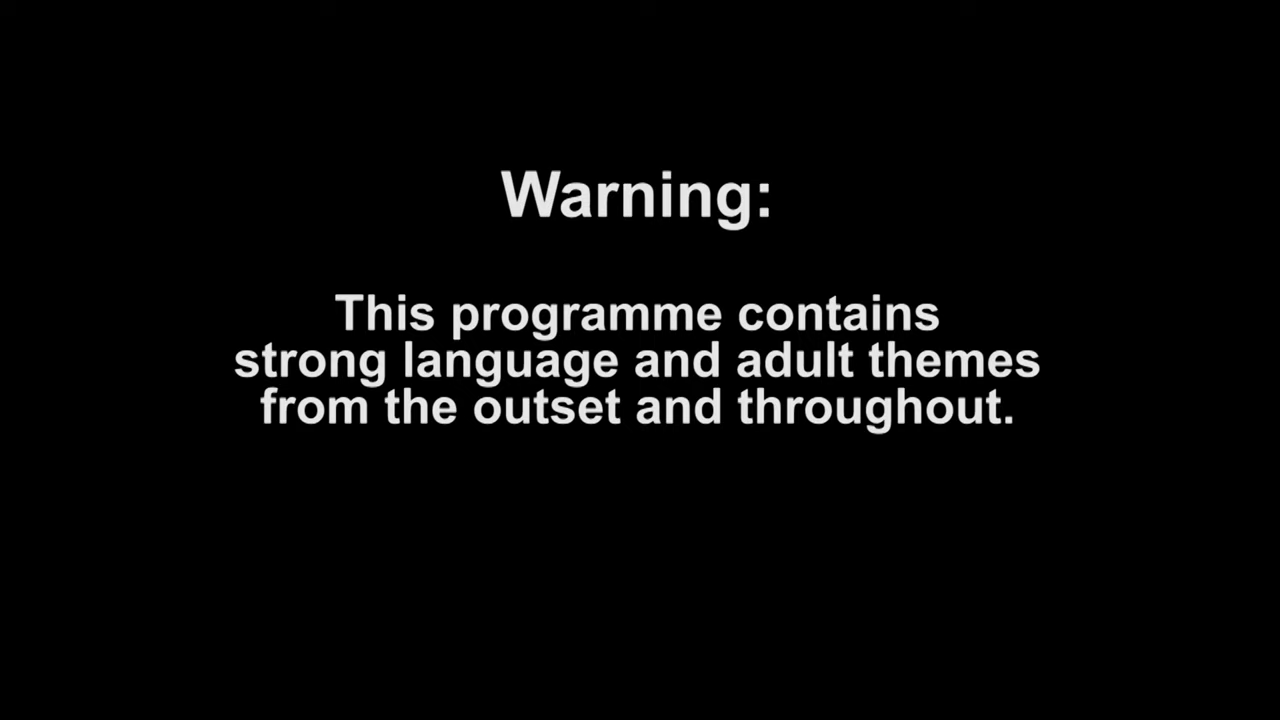 Warning:
This programme contains
strong language and adult themes
from the outset and throughout.